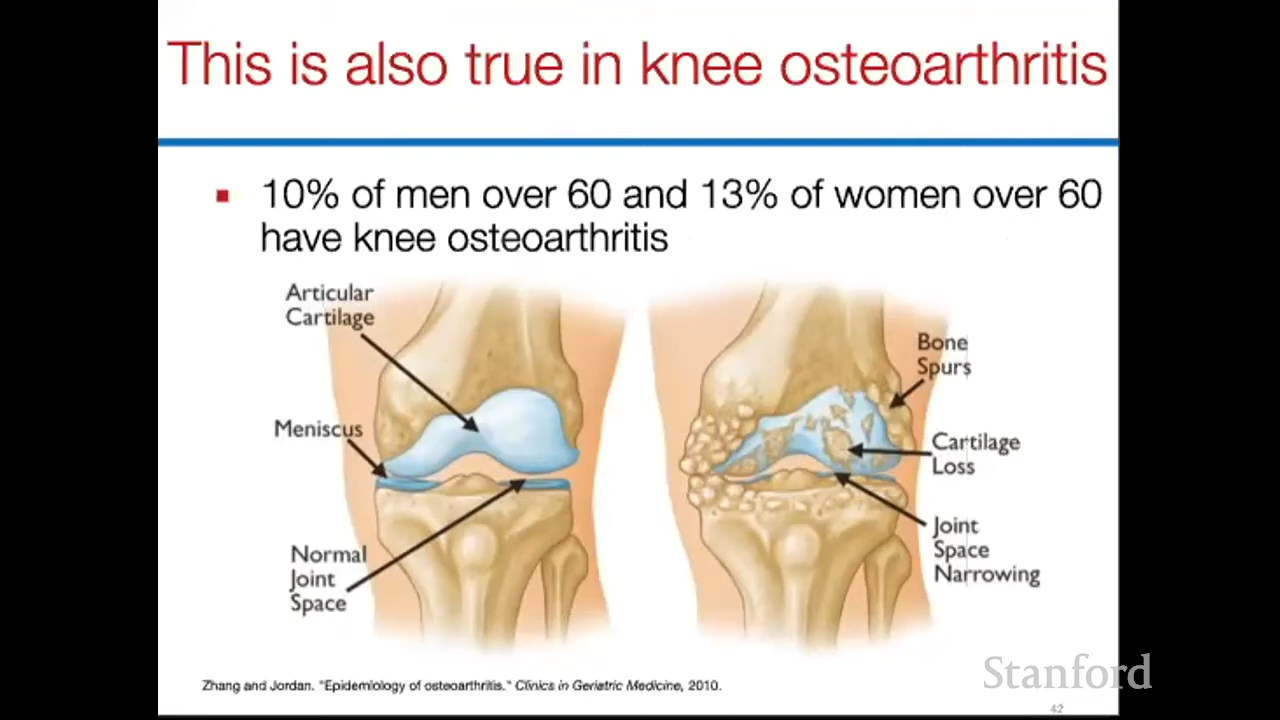 This is also true in knee osteoarthritis
▪ 10% of men over 60 and 13% of women over 60
have knee osteoarthritis
Articular
Cartilage
Meniscus
Normal
Joint
Space
Bone
Spurs
Cartilage
Loss
Joint
Space
Narrowing
Zhang and Jordan. "Epidemiology of osteoarthritis." Clinics in Geriatric Medicine, 2010.
Stanford
42